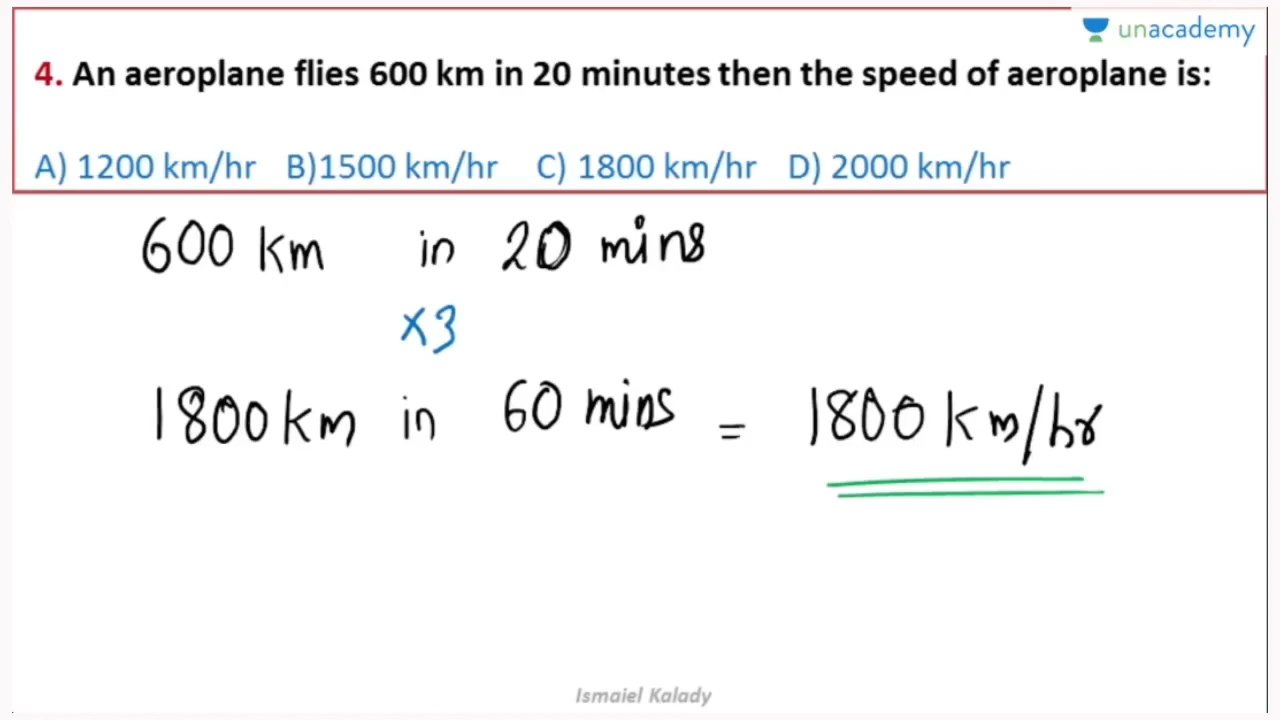 unacademy
4. An aeroplane flies 600 km in 20 minutes then the speed of aeroplane is:
A) 1200 km/hr B)1500 km/hr C) 1800 km/hr D) 2000 km/hr
600 km in 20 mins
×3
1800 km in 60 mins = 1800 km/hr
Ismaiel Kalady